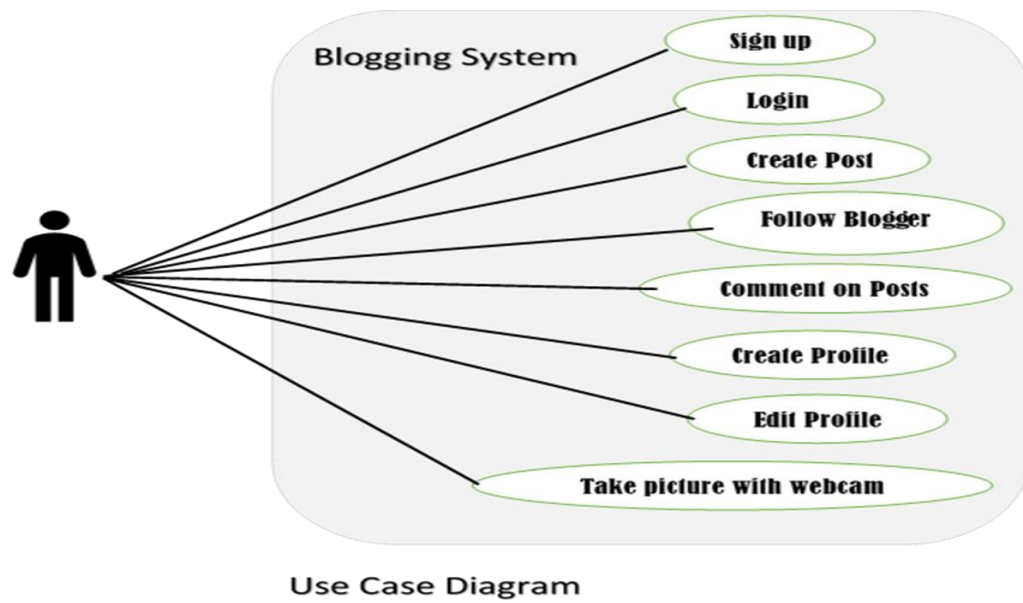 Blogging System
Sign up
Login
Create Post
Follow Blogger
Comment on Posts
Create Profile
Edit Profile
Take picture with webcam
Use Case Diagram